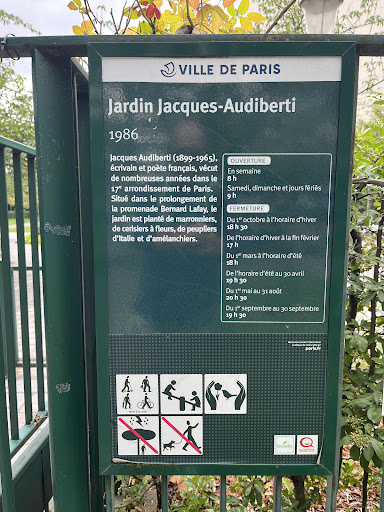 VILLE DE PARIS
Jardin Jacques-Audiberti
1986
Jacques Audiberti (1899-1965),
écrivain et poète français, vécut
de nombreuses années dans le
17e arrondissement de Paris.
Situé dans le prolongement de
la promenade Bernard Lafay, le
jardin est planté de marronniers,
de cerisiers à fleurs, de peupliers
d'Italie et d'amélanchiers.
OUVERTURE
En semaine
8 h
Samedi, dimanche et jours fériés
9 h
FERMETURE
Du 1er octobre à l'horaire d'hiver
18 h 30
De l'horaire d'hiver à la fin février
17 h
Du 1er mars à l'horaire d'été
18 h
De l'horaire d'été au 30 avril
19 h 30
Du 1er mai au 31 août
20 h 30
Du 1er septembre au 30 septembre
19 h 30
paris.fr